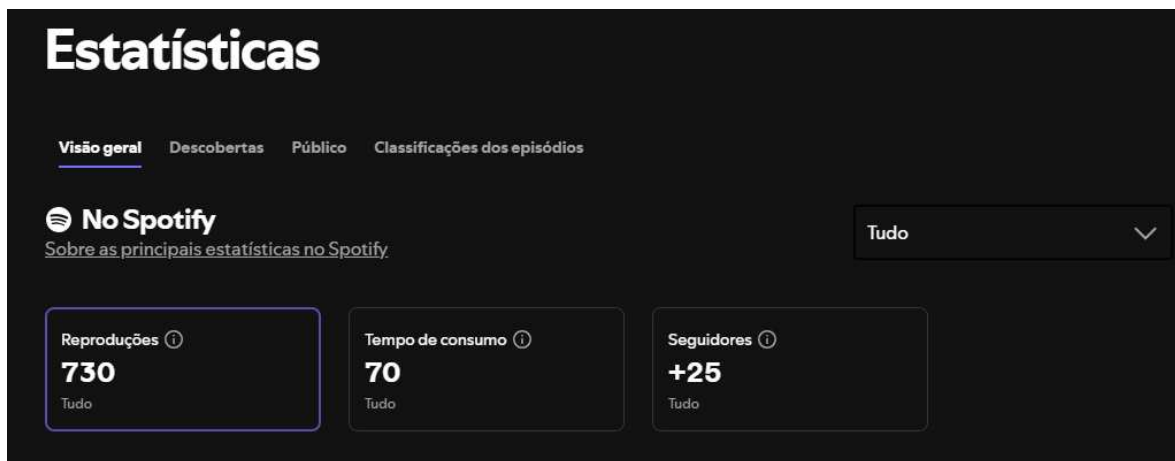 Estatísticas
Visão geral Descobertas Público Classificações dos episódios
No Spotify
Sobre as principais estatísticas no Spotify
Tudo
Reproduções
730
Tudo
Tempo de consumo
70
Tudo
Seguidores
+25
Tudo